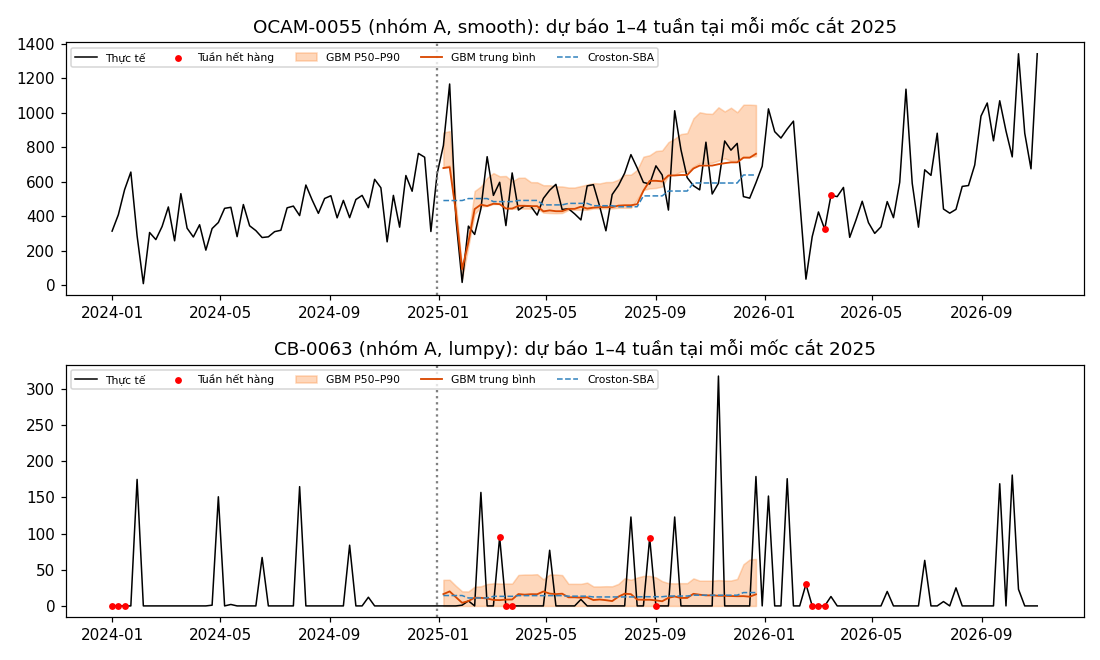 OCAM-0055 (nhóm A, smooth): dự báo 1–4 tuần tại mỗi mốc cắt 2025
Thực tế Tuần hết hàng GBM P50–P90 GBM trung bình Croston-SBA
1400
1200
1000
800
600
400
200
0
2024-01 2024-05 2024-09 2025-01 2025-05 2025-09 2026-01 2026-05 2026-09
CB-0063 (nhóm A, lumpy): dự báo 1–4 tuần tại mỗi mốc cắt 2025
Thực tế Tuần hết hàng GBM P50–P90 GBM trung bình Croston-SBA
300
250
200
150
100
50
0
2024-01 2024-05 2024-09 2025-01 2025-05 2025-09 2026-01 2026-05 2026-09